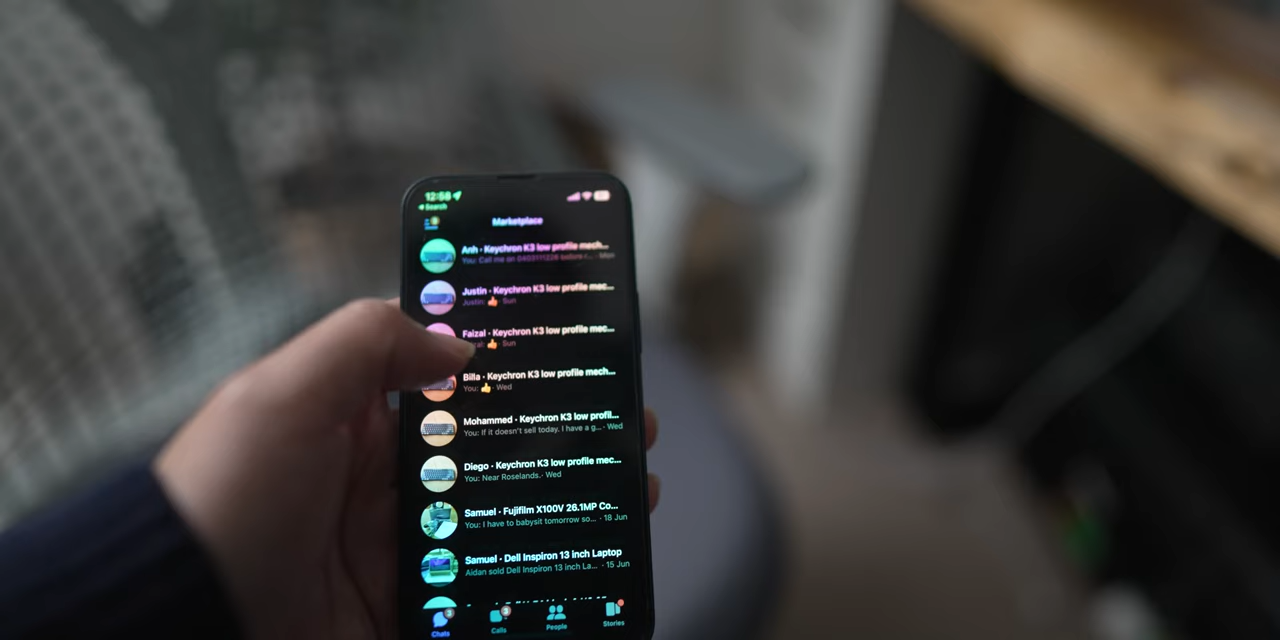 12:58
Search
Marketplace
Anh · Keychron K3 low profile mech...
You: Call me on 0403111226 before r... · Mon
Justin · Keychron K3 low profile mec...
Justin: 👍 · Sun
Faizal · Keychron K3 low profile mec...
👍 · Sun
Billa · Keychron K3 low profile mech...
You: 👍 · Wed
Mohammed · Keychron K3 low profil...
You: If it doesn't sell today. I have a g... · Wed
Diego · Keychron K3 low profile mec...
You: Near Roselands. · Wed
Samuel · Fujifilm X100V 26.1MP Co...
You: I have to babysit tomorrow so... · 18 Jun
Samuel · Dell Inspiron 13 inch Laptop
Aidan sold Dell Inspiron 13 inch La... · 15 Jun
Chats
Calls
People
Stories